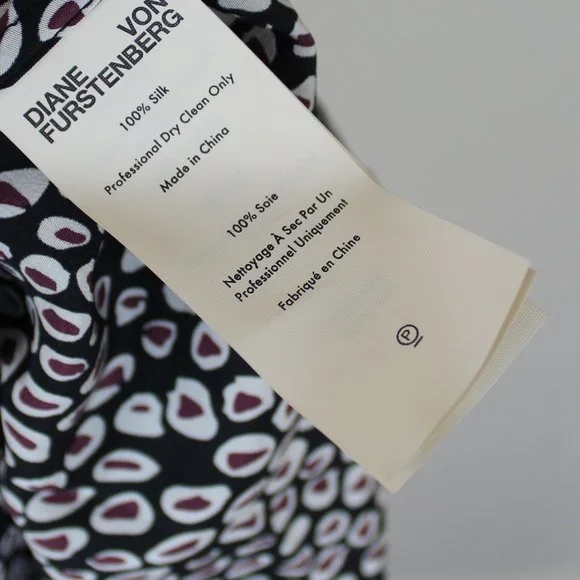 DIANE VON
FURSTENBERG
100% Silk
Professional Dry Clean Only
Made in China
100% Soie
Nettoyage À Sec Par Un
Professionnel Uniquement
Fabriqué en Chine
P